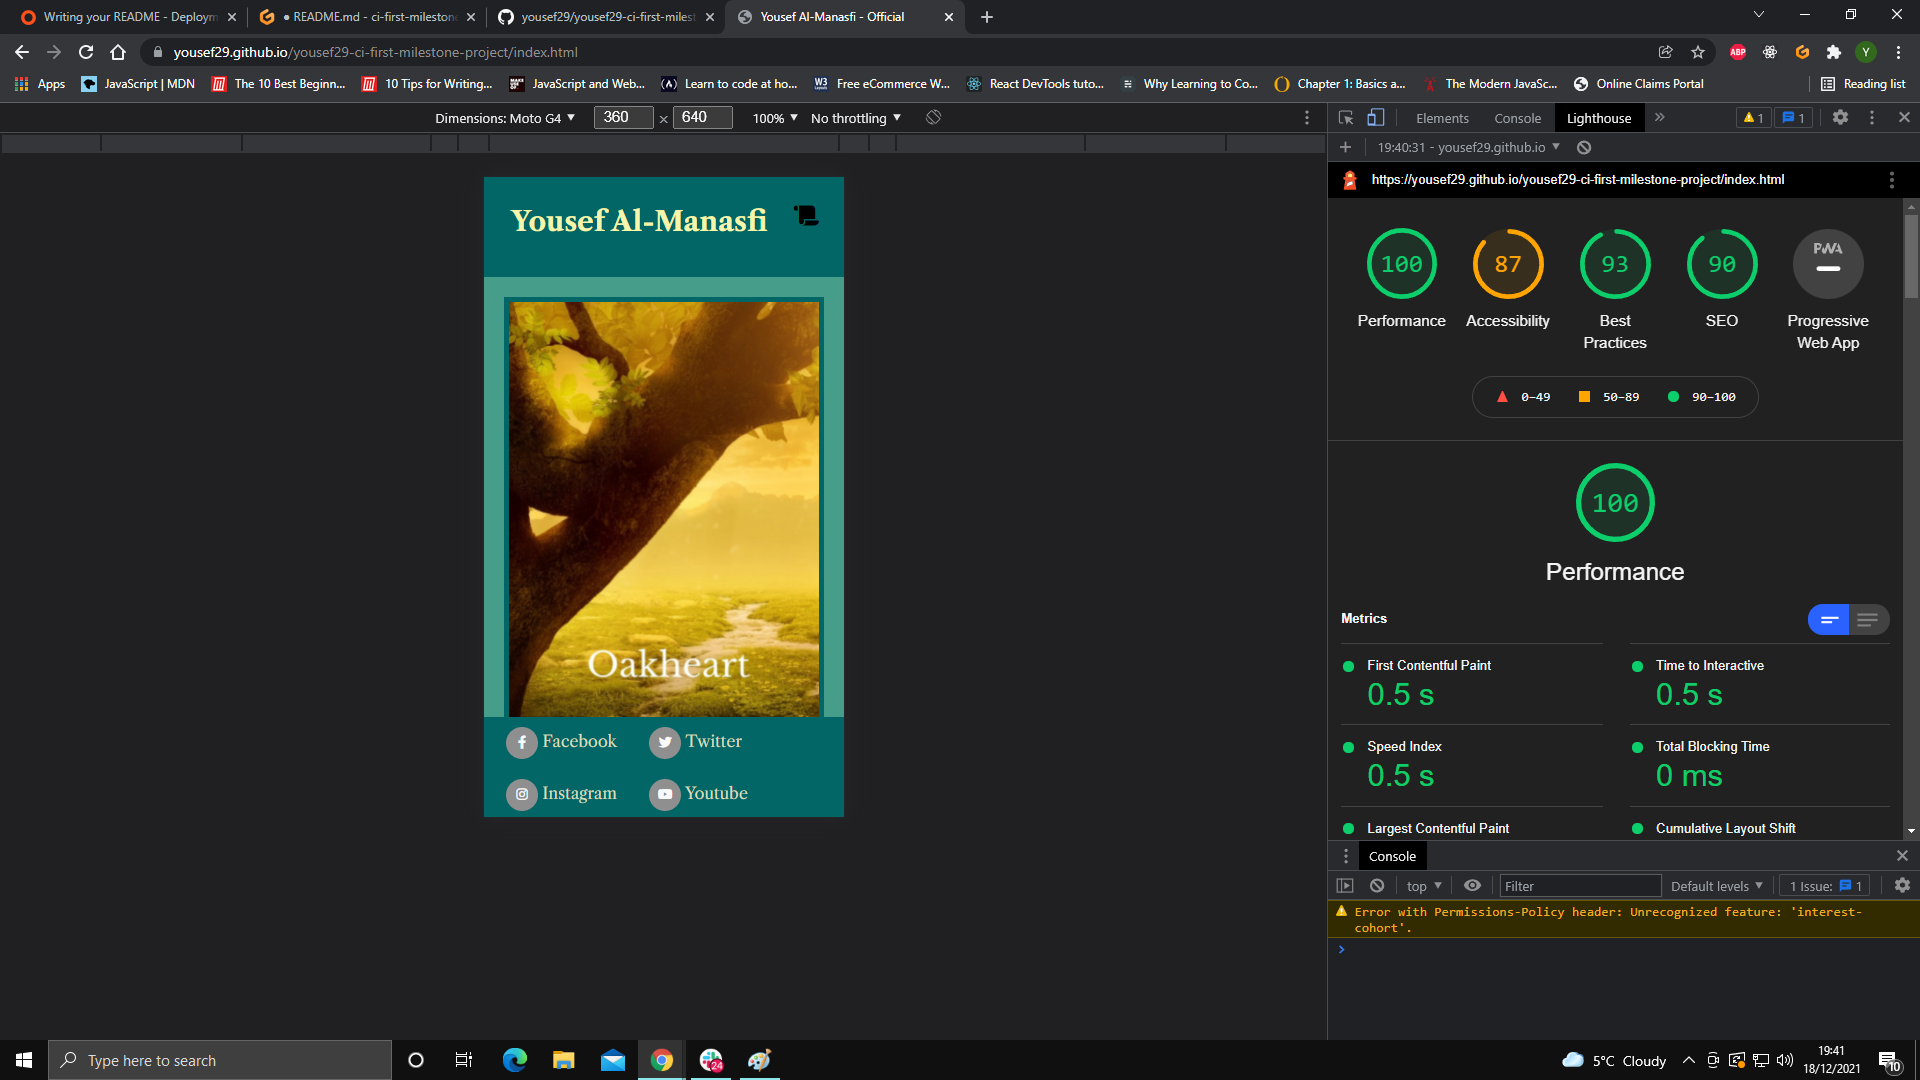 Writing your README - Deploym
● README.md - ci-first-milestone
yousef29/yousef29-ci-first-milest
Yousef Al-Manasfi - Official
yousef29.github.io/yousef29-ci-first-milestone-project/index.html
ABP
Y
Apps
JavaScript | MDN
The 10 Best Beginn...
10 Tips for Writing...
JavaScript and Web...
Learn to code at ho...
Free eCommerce W...
React DevTools tuto...
Why Learning to Co...
Chapter 1: Basics a...
The Modern JavaSc...
Online Claims Portal
Reading list
Dimensions: Moto G4
360 × 640
100%
No throttling
Elements
Console
Lighthouse
1
1
19:40:31 - yousef29.github.io
https://yousef29.github.io/yousef29-ci-first-milestone-project/index.html
Yousef Al-Manasfi
Oakheart
Facebook
Twitter
Instagram
Youtube
100
87
93
90
PWA
Performance
Accessibility
Best
Practices
SEO
Progressive
Web App
0–49
50–89
90–100
100
Performance
Metrics
First Contentful Paint
0.5 s
Time to Interactive
0.5 s
Speed Index
0.5 s
Total Blocking Time
0 ms
Largest Contentful Paint
Cumulative Layout Shift
Console
top
Filter
Default levels
1 Issue: 1
Error with Permissions-Policy header: Unrecognized feature: 'interest-
cohort'.
Type here to search
24
5°C Cloudy
19:41
18/12/2021
10